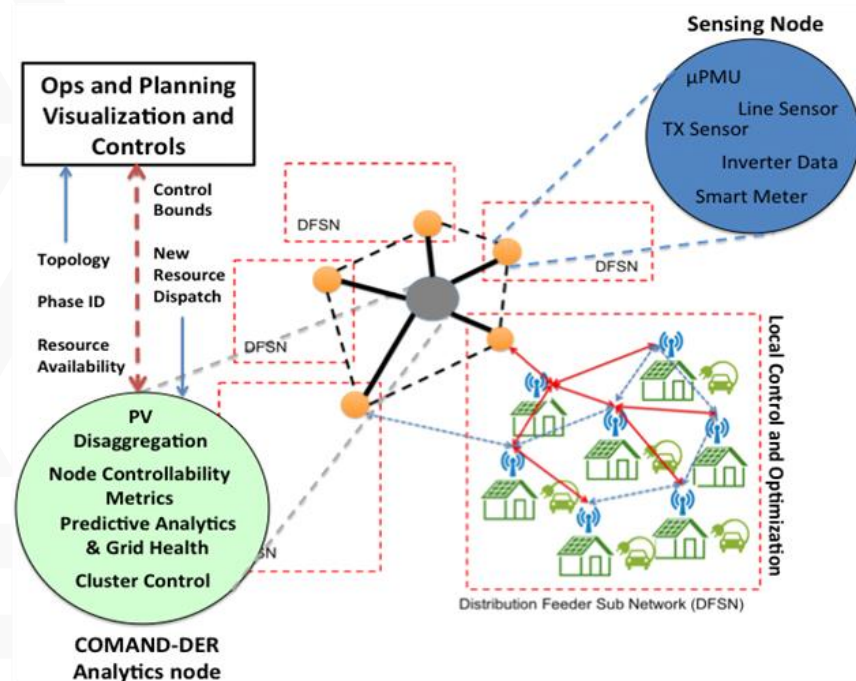 Sensing Node
µPMU
Line Sensor
TX Sensor
Inverter Data
Smart Meter
Ops and Planning
Visualization and
Controls
Control
Bounds
Topology
New
Resource
Dispatch
Phase ID
Resource
Availability
DFSN
DFSN
DFSN
SN
PV
Disaggregation
Node Controllability
Metrics
Predictive Analytics
& Grid Health
Cluster Control
COMAND-DER
Analytics node
Local Control and Optimization
Distribution Feeder Sub Network (DFSN)